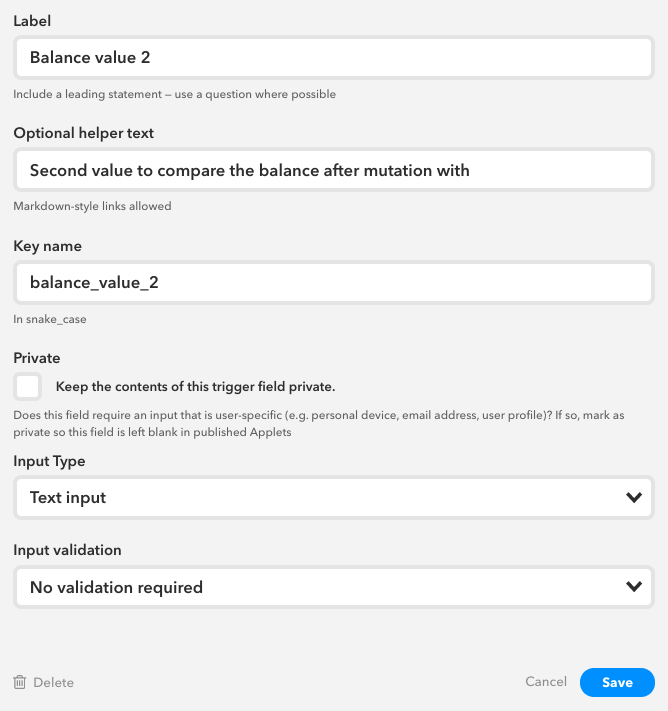 Label
Balance value 2
Include a leading statement – use a question where possible
Optional helper text
Second value to compare the balance after mutation with
Markdown-style links allowed
Key name
balance_value_2
In snake_case
Private
Keep the contents of this trigger field private.
Does this field require an input that is user-specific (e.g. personal device, email address, user profile)? If so, mark as
private so this field is left blank in published Applets
Input Type
Text input
Input validation
No validation required
Delete
Cancel
Save